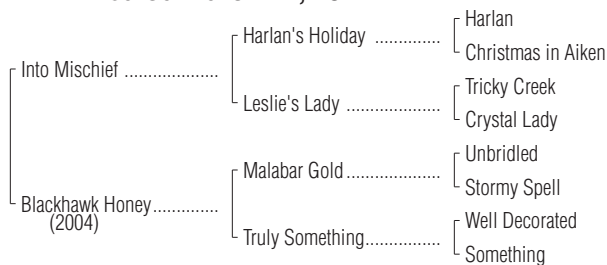 Harlan
Harlan's Holiday ................
Christmas in Aiken
Into Mischief ....................
Tricky Creek
Leslie's Lady ...................
Crystal Lady
Unbridled
Malabar Gold .................
Stormy Spell
Blackhawk Honey..............
(2004)
Well Decorated
Truly Something................
Something